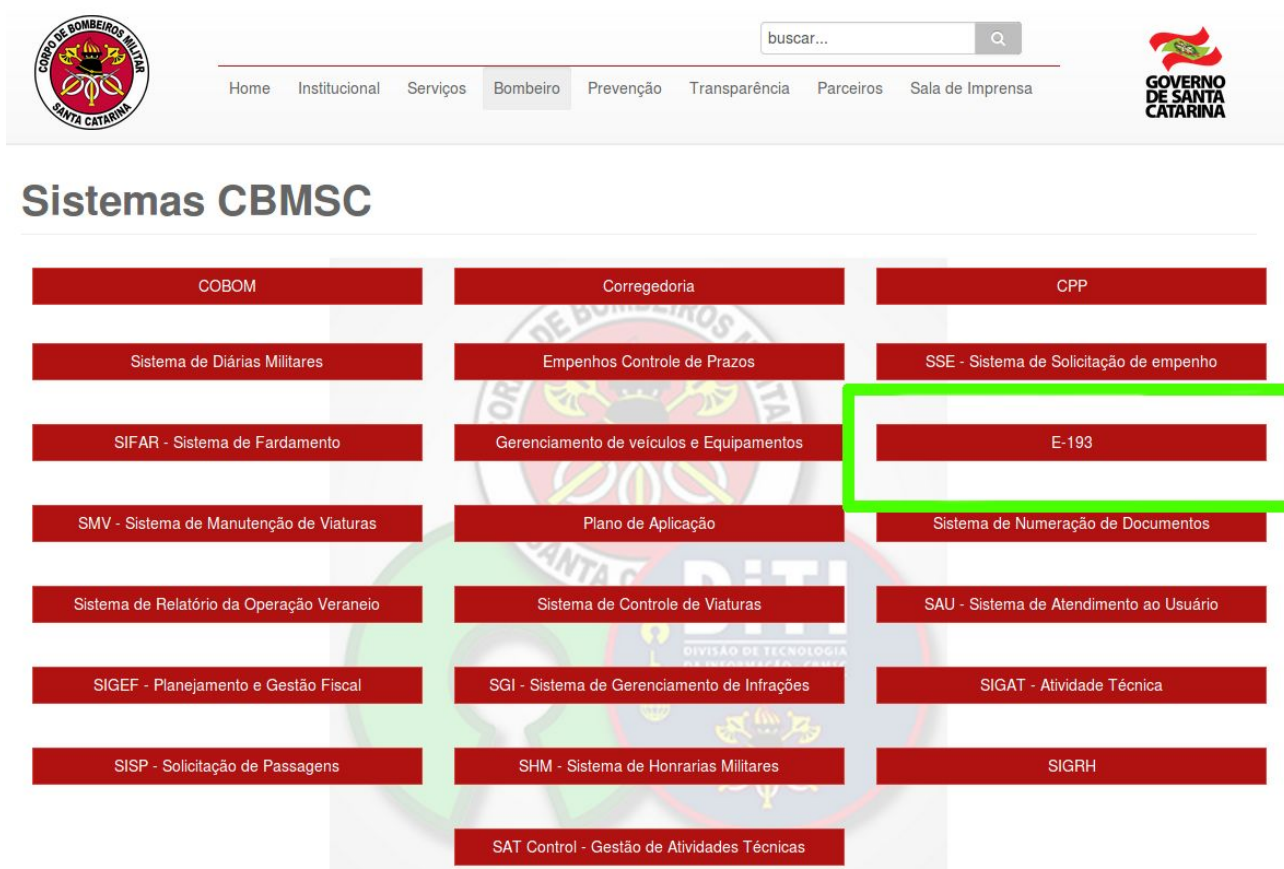 CORPO DE BOMBEIROS MILITAR
SANTA CATARINA
buscar...
Home Institucional Serviços Bombeiro Prevenção Transparência Parceiros Sala de Imprensa
GOVERNO
DE SANTA
CATARINA
Sistemas CBMSC
COBOM Corregedoria CPP
Sistema de Diárias Militares Empenhos Controle de Prazos SSE - Sistema de Solicitação de empenho
SIFAR - Sistema de Fardamento Gerenciamento de veículos e Equipamentos E-193
SMV - Sistema de Manutenção de Viaturas Plano de Aplicação Sistema de Numeração de Documentos
Sistema de Relatório da Operação Veraneio Sistema de Controle de Viaturas SAU - Sistema de Atendimento ao Usuário
DiTI
DIVISÃO DE TECNOLOGIA
SIGEF - Planejamento e Gestão Fiscal SGI - Sistema de Gerenciamento de Infrações SIGAT - Atividade Técnica
SISP - Solicitação de Passagens SHM - Sistema de Honrarias Militares SIGRH
SAT Control - Gestão de Atividades Técnicas